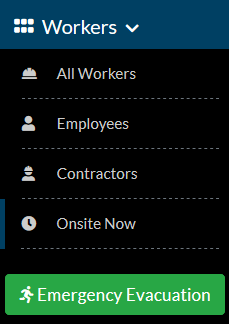 Workers
All Workers
Employees
Contractors
Onsite Now
Emergency Evacuation